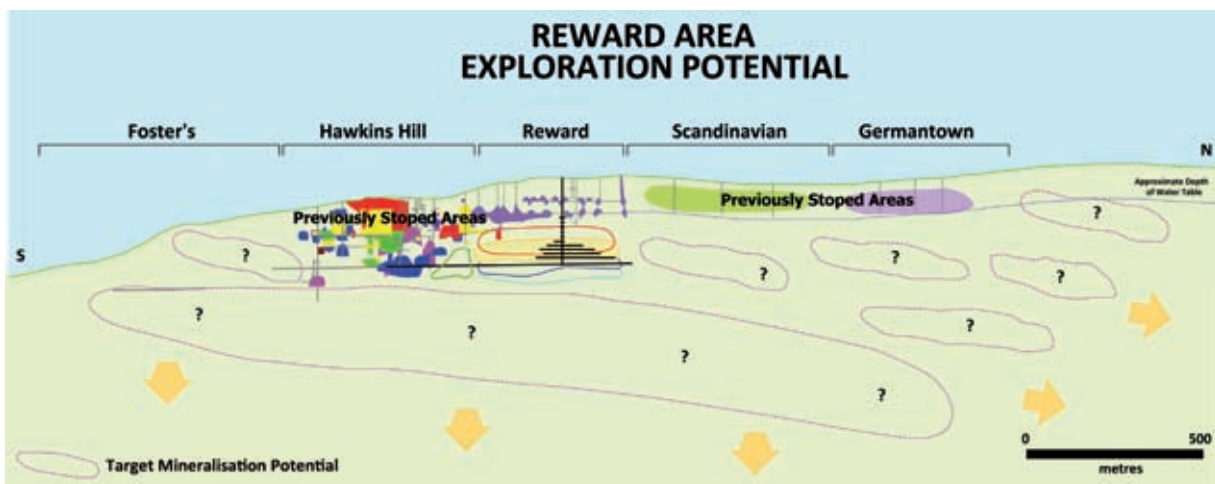 REWARD AREA
EXPLORATION POTENTIAL
Foster's
Hawkins Hill
Reward
Scandinavian
Germantown
N
Approximate Depth
of Water Table
Previously Stoped Areas
Previously Stoped Areas
S
?
?
?
?
?
?
?
?
?
?
0
500
metres
Target Mineralisation Potential